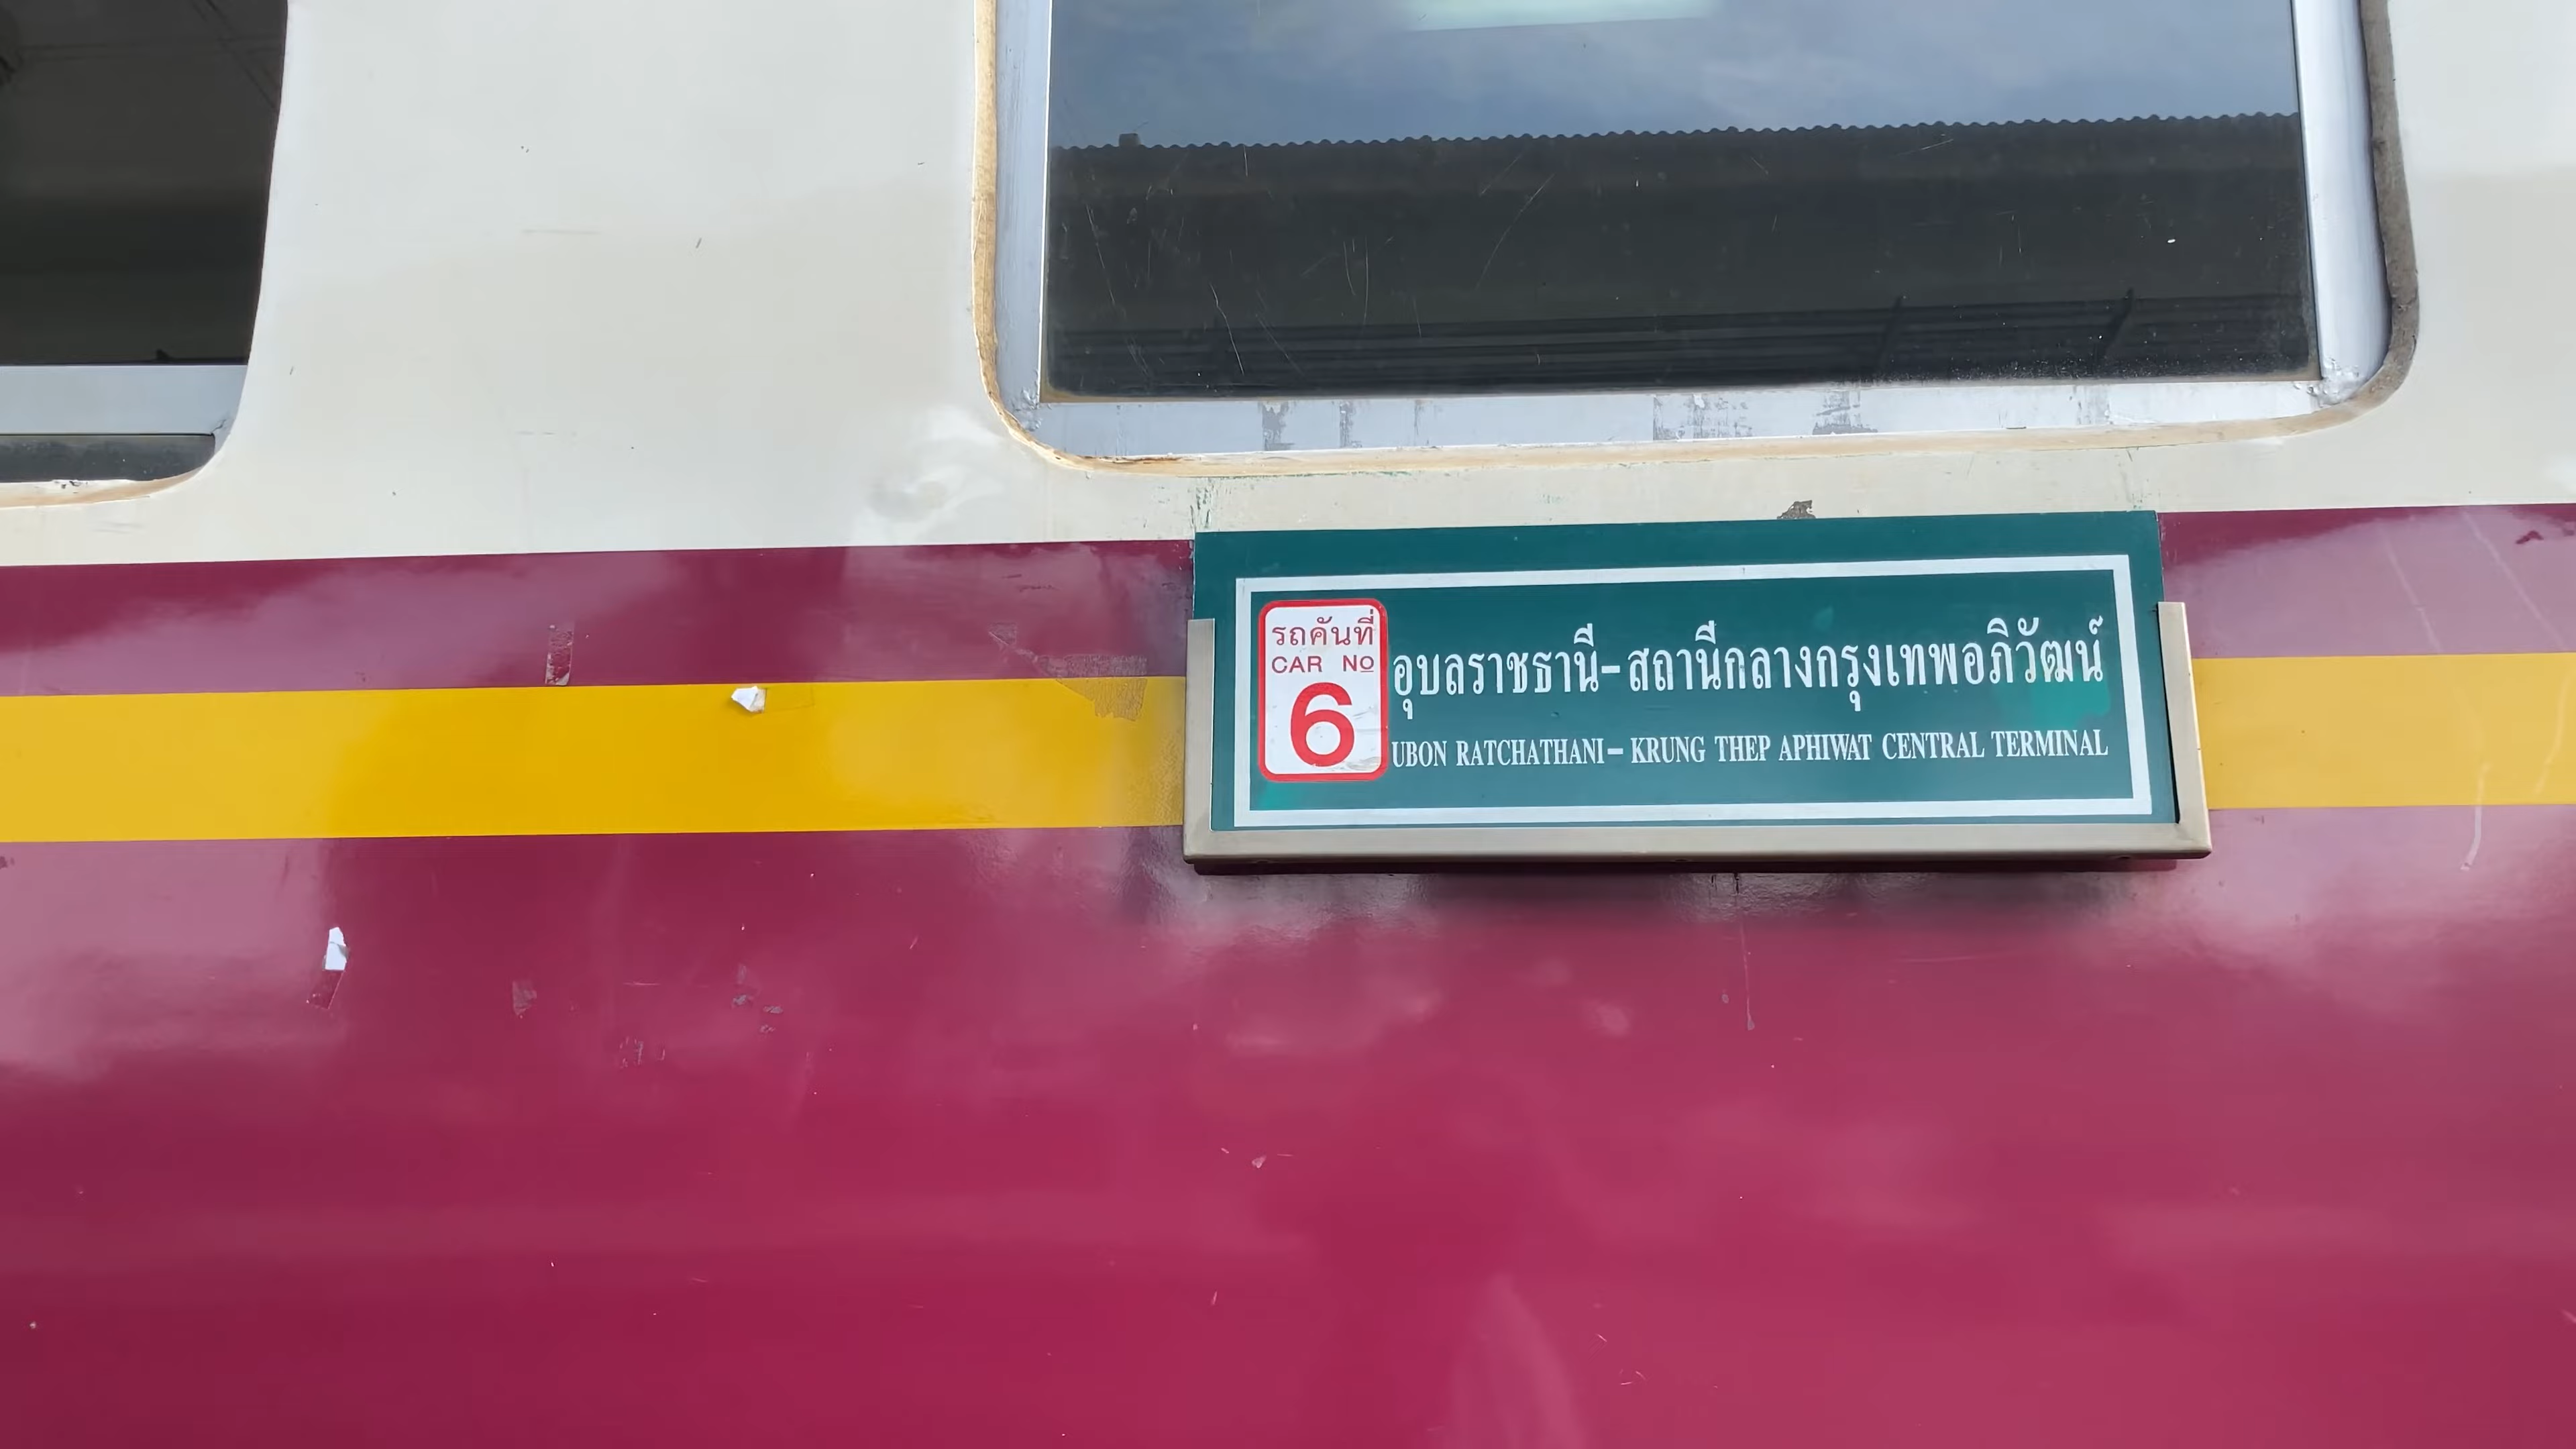 รถคันที่
CAR Nº
6
อุบลราชธานี-สถานีกลางกรุงเทพอภิวัฒน์
UBON RATCHATHANI- KRUNG THEP APHIWAT CENTRAL TERMINAL